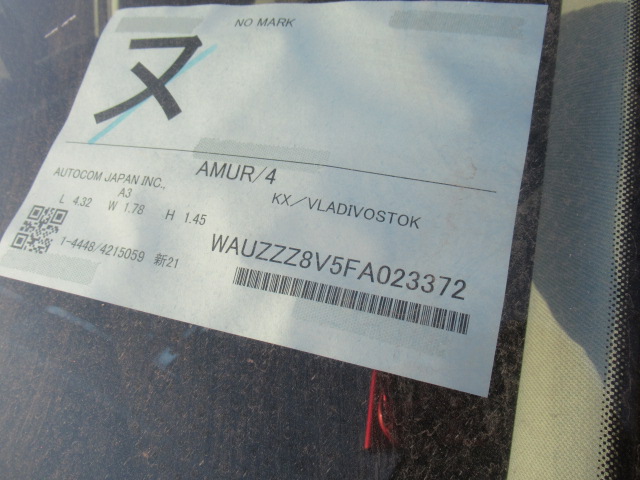 NO MARK
ヌ
AMUR/4
AUTOCOM JAPAN INC.,
KX／VLADIVOSTOK
A3
L 4.32 W 1.78 H 1.45
1-4448/4215059 新21
WAUZZZ8V5FA023372